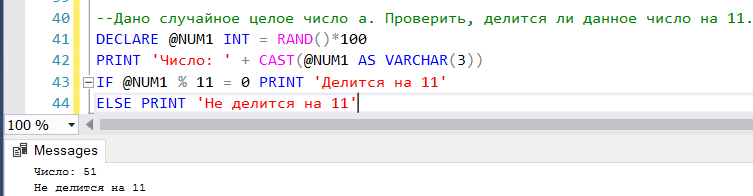 40 --Дано случайное целое число a. Проверить, делится ли данное число на 11.
41 DECLARE @NUM1 INT = RAND()*100
42 PRINT 'Число: ' + CAST(@NUM1 AS VARCHAR(3))
43 IF @NUM1 % 11 = 0 PRINT 'Делится на 11'
44 ELSE PRINT 'Не делится на 11'
100 %
Messages
Число: 51
Не делится на 11